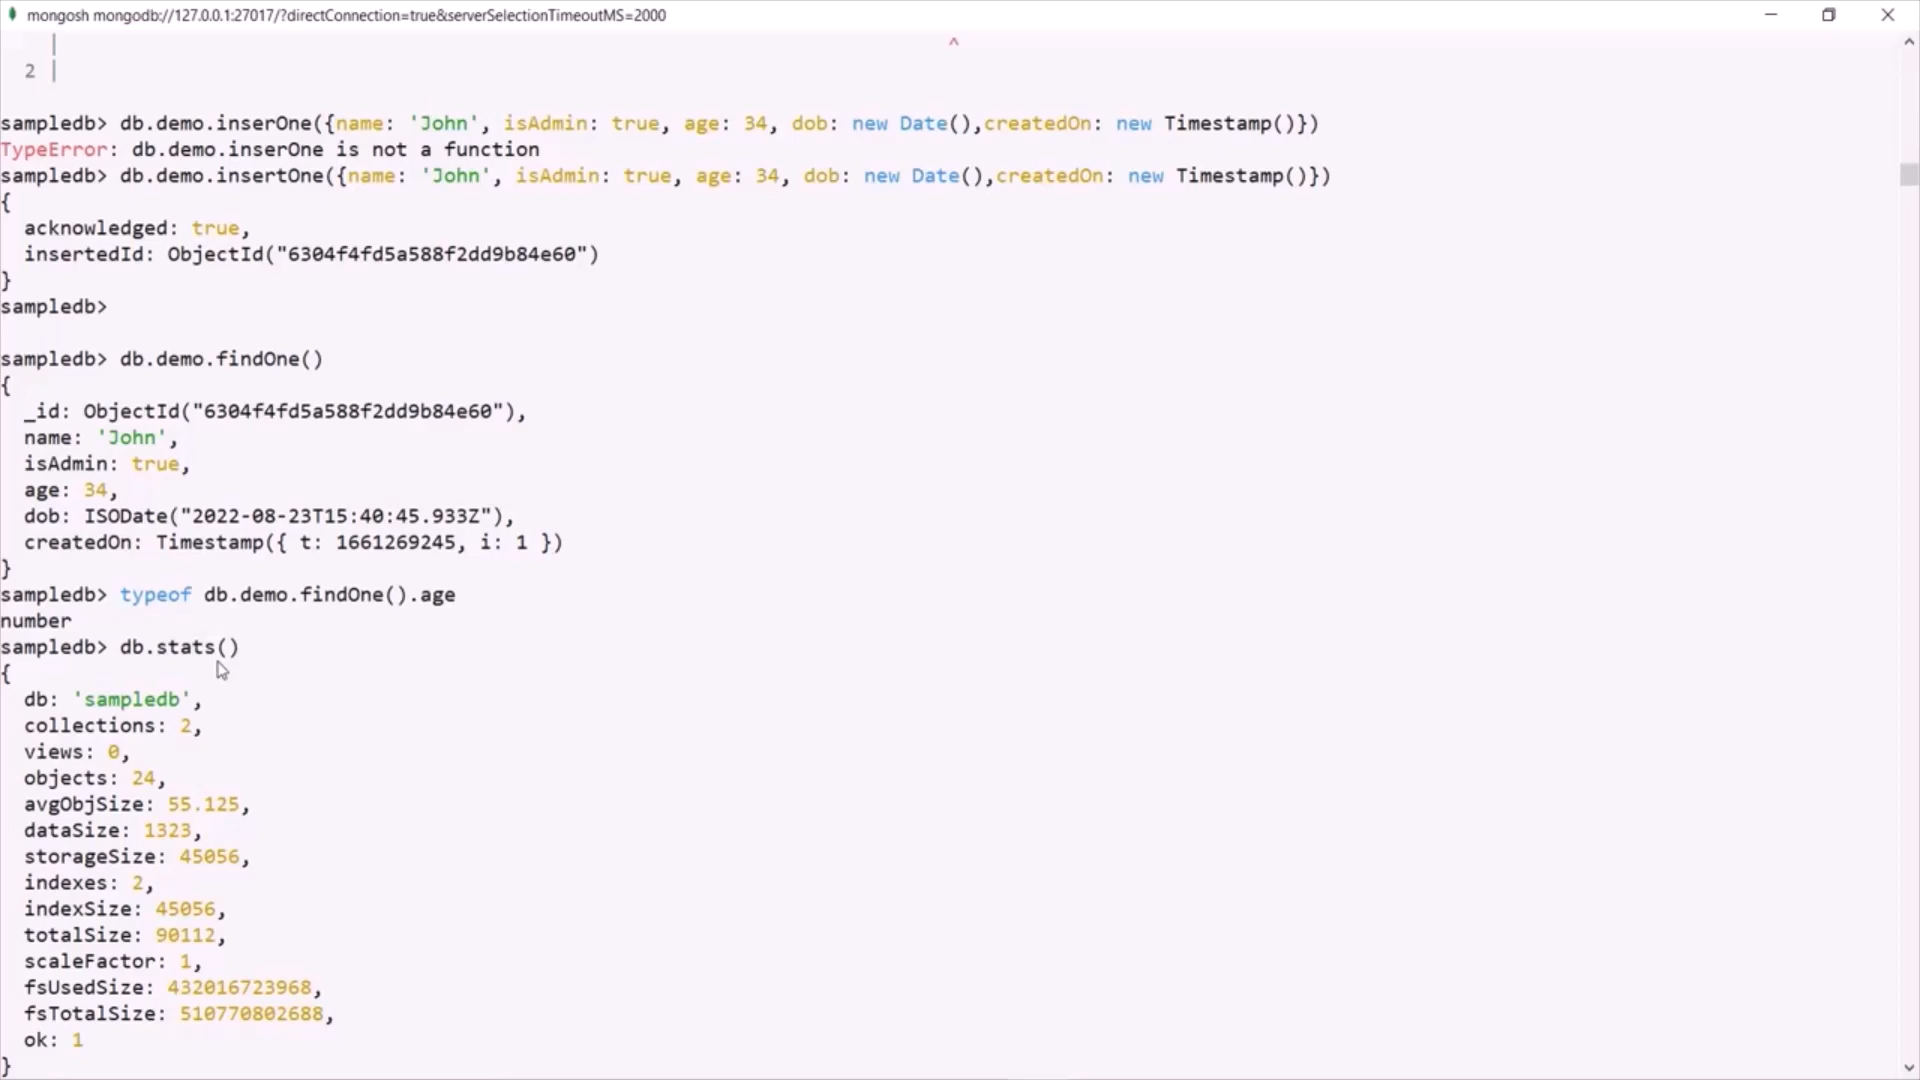 mongosh mongodb://127.0.0.1:27017/?directConnection=true&serverSelectionTimeoutMS=2000
|
^
2 |
sampledb> db.demo.inserOne({name: 'John', isAdmin: true, age: 34, dob: new Date(),createdOn: new Timestamp()})
TypeError: db.demo.inserOne is not a function
sampledb> db.demo.insertOne({name: 'John', isAdmin: true, age: 34, dob: new Date(),createdOn: new Timestamp()})
{
  acknowledged: true,
  insertedId: ObjectId("6304f4fd5a588f2dd9b84e60")
}
sampledb>
sampledb> db.demo.findOne()
{
  _id: ObjectId("6304f4fd5a588f2dd9b84e60"),
  name: 'John',
  isAdmin: true,
  age: 34,
  dob: ISODate("2022-08-23T15:40:45.933Z"),
  createdOn: Timestamp({ t: 1661269245, i: 1 })
}
sampledb> typeof db.demo.findOne().age
number
sampledb> db.stats()
{
  db: 'sampledb',
  collections: 2,
  views: 0,
  objects: 24,
  avgObjSize: 55.125,
  dataSize: 1323,
  storageSize: 45056,
  indexes: 2,
  indexSize: 45056,
  totalSize: 90112,
  scaleFactor: 1,
  fsUsedSize: 432016723968,
  fsTotalSize: 510770802688,
  ok: 1
}